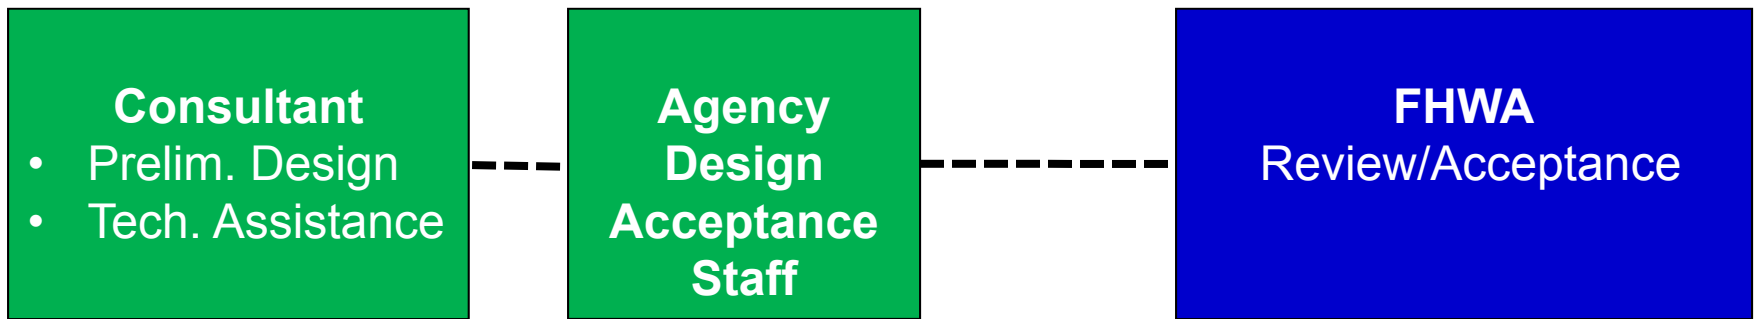 Consultant
• Prelim. Design
• Tech. Assistance
Agency
Design
Acceptance
Staff
FHWA
Review/Acceptance